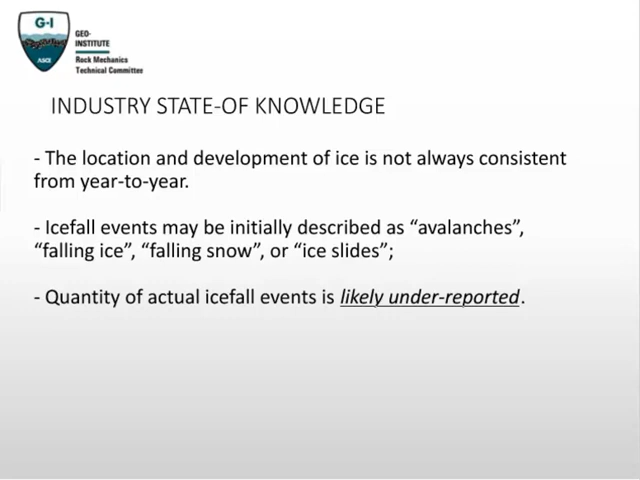 G-I
ASCE
GEO-
INSTITUTE
Rock Mechanics
Technical Committee
INDUSTRY STATE-OF KNOWLEDGE
- The location and development of ice is not always consistent
from year-to-year.
- Icefall events may be initially described as “avalanches”,
“falling ice”, “falling snow”, or “ice slides”;
- Quantity of actual icefall events is likely under-reported.